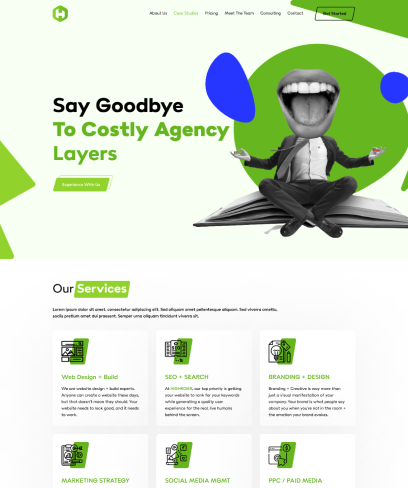 About Us Case Studies Pricing Meet The Team Consulting Contact Get Started
Say Goodbye
To Costly Agency
Layers
Experience With Us
Our Services
Lorem ipsum dolor sit amet, consectetur adipiscing elit. Sed aliquam amet pellentesque aliquam. Sed viverra ametfu,
sodis pretium amet dui praesent. Semper urna aliquam tincidunt viverra sit.
Web Design + Build
We are website design + build experts.
Anyone can create a website these days,
but that doesn't mean they should. Your
website needs to look good, and it needs
to work.
SEO + SEARCH
At our top priority is getting
your website to rank for your keywords
while generating a quality user
experience for the real, live humans
behind the screen.
BRANDING + DESIGN
Branding + Creative is way more than
just a visual manifestation of your
company. Your brand is what people say
about you when you're not in the room +
the emotion your brand evokes.
MARKETING STRATEGY
SOCIAL MEDIA MGMT
PPC / PAID MEDIA